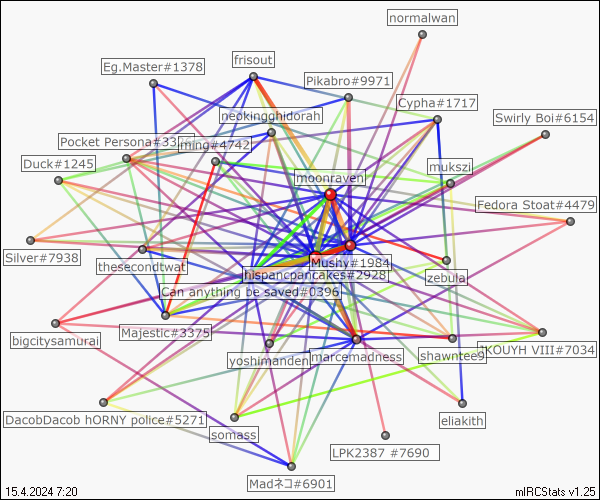 normalwan
frisout
Eg.Master#1378
Pikabro#9971
Cypha#1717
neokingghidorah
Swirly Boi#6154
Pocket Persona#33
ming#4742
Duck#1245
mukszi
moonraven
Fedora Stoat#4479
Silver#7938
thesecondtwat
Mushy#1984
hispancpancakes#2928
zebula
Can anything be saved#0396
Majestic#3375
bigcitysamurai
yoshimanden
marcemadness
shawntee9
KOUYH VIII#7034
DacobDacob hORNY police#5271
somass
eliakith
LPK2387 #7690
Madネコ#6901
15.4.2024 7:20
mIRCStats v1.25